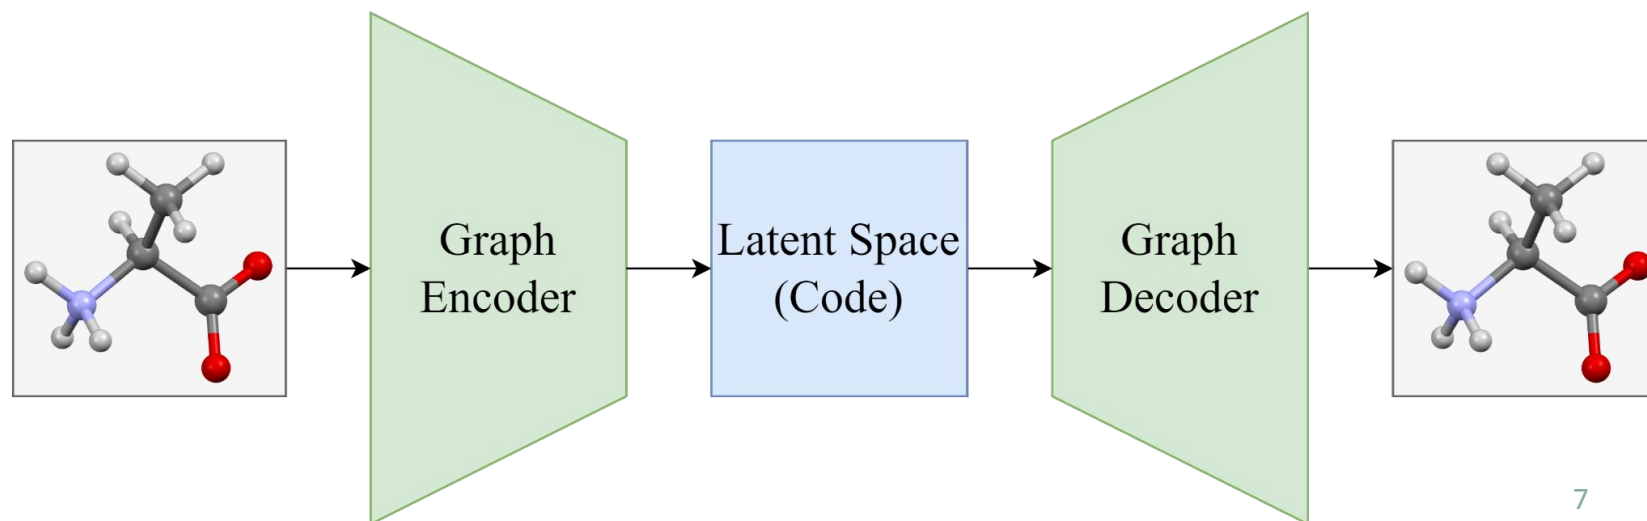 Graph
Encoder
Latent Space
(Code)
Graph
Decoder
7